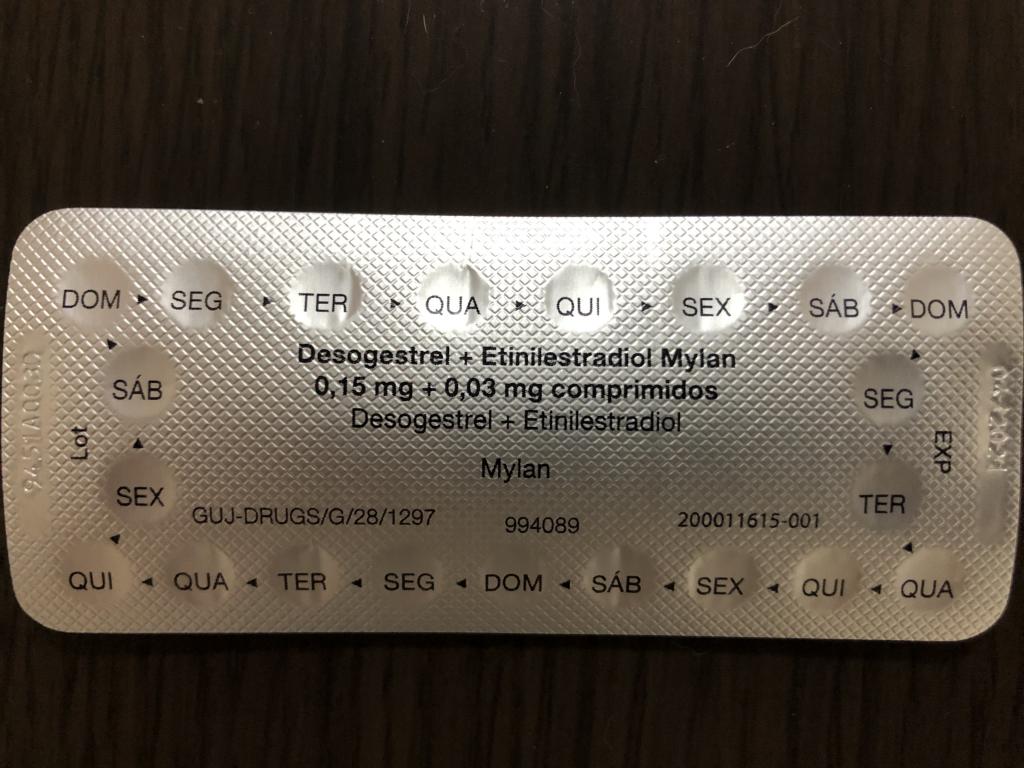 DOM SEG TER QUA QUI SEX SÁB DOM
Desogestrel + Etinilestradiol Mylan
SÁB
0,15 mg + 0,03 mg comprimidos
SEG
Desogestrel + Etinilestradiol
Lot
EXP
Mylan
SEX
TER
GUJ-DRUGS/G/28/1297 994089 200011615-001
QUI QUA TER SEG DOM SÁB SEX QUI QUA